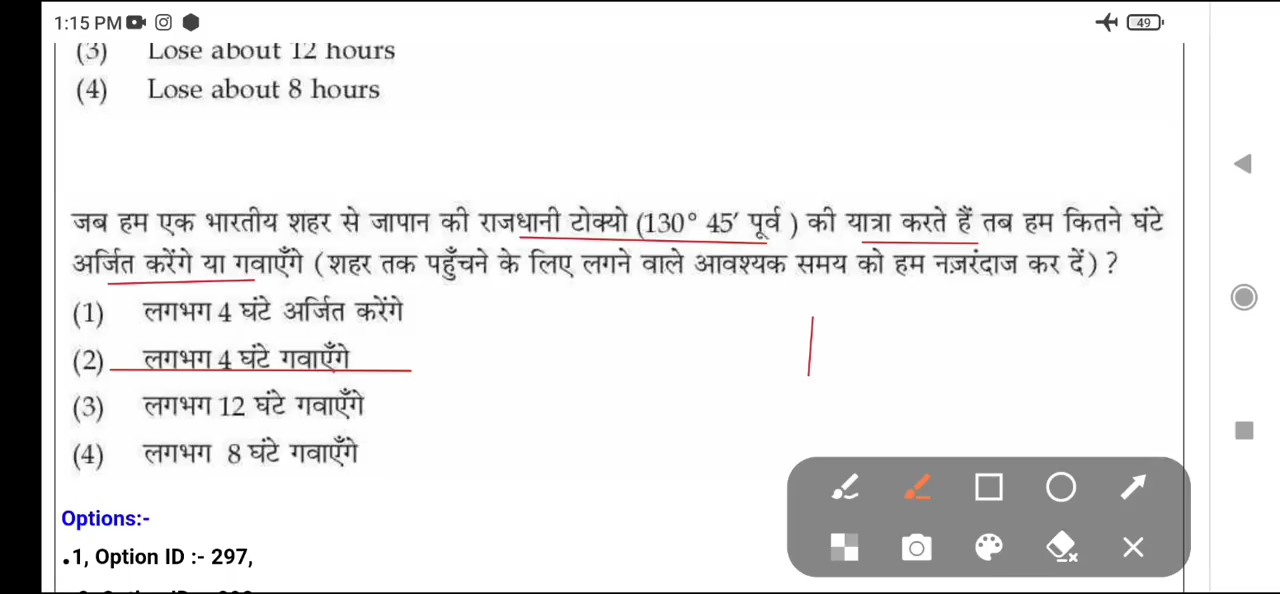 1:15 PM
49
(3) Lose about 12 hours
(4) Lose about 8 hours
जब हम एक भारतीय शहर से जापान की राजधानी टोक्यो (130° 45′ पूर्व ) की यात्रा करते हैं तब हम कितने घंटे
अर्जित करेंगे या गवाएँगे (शहर तक पहुँचने के लिए लगने वाले आवश्यक समय को हम नज़रंदाज कर दें) ?
(1) लगभग 4 घंटे अर्जित करेंगे
(2) लगभग 4 घंटे गवाएँगे
(3) लगभग 12 घंटे गवाएँगे
(4) लगभग 8 घंटे गवाएँगे
Options:-
.1, Option ID :- 297,